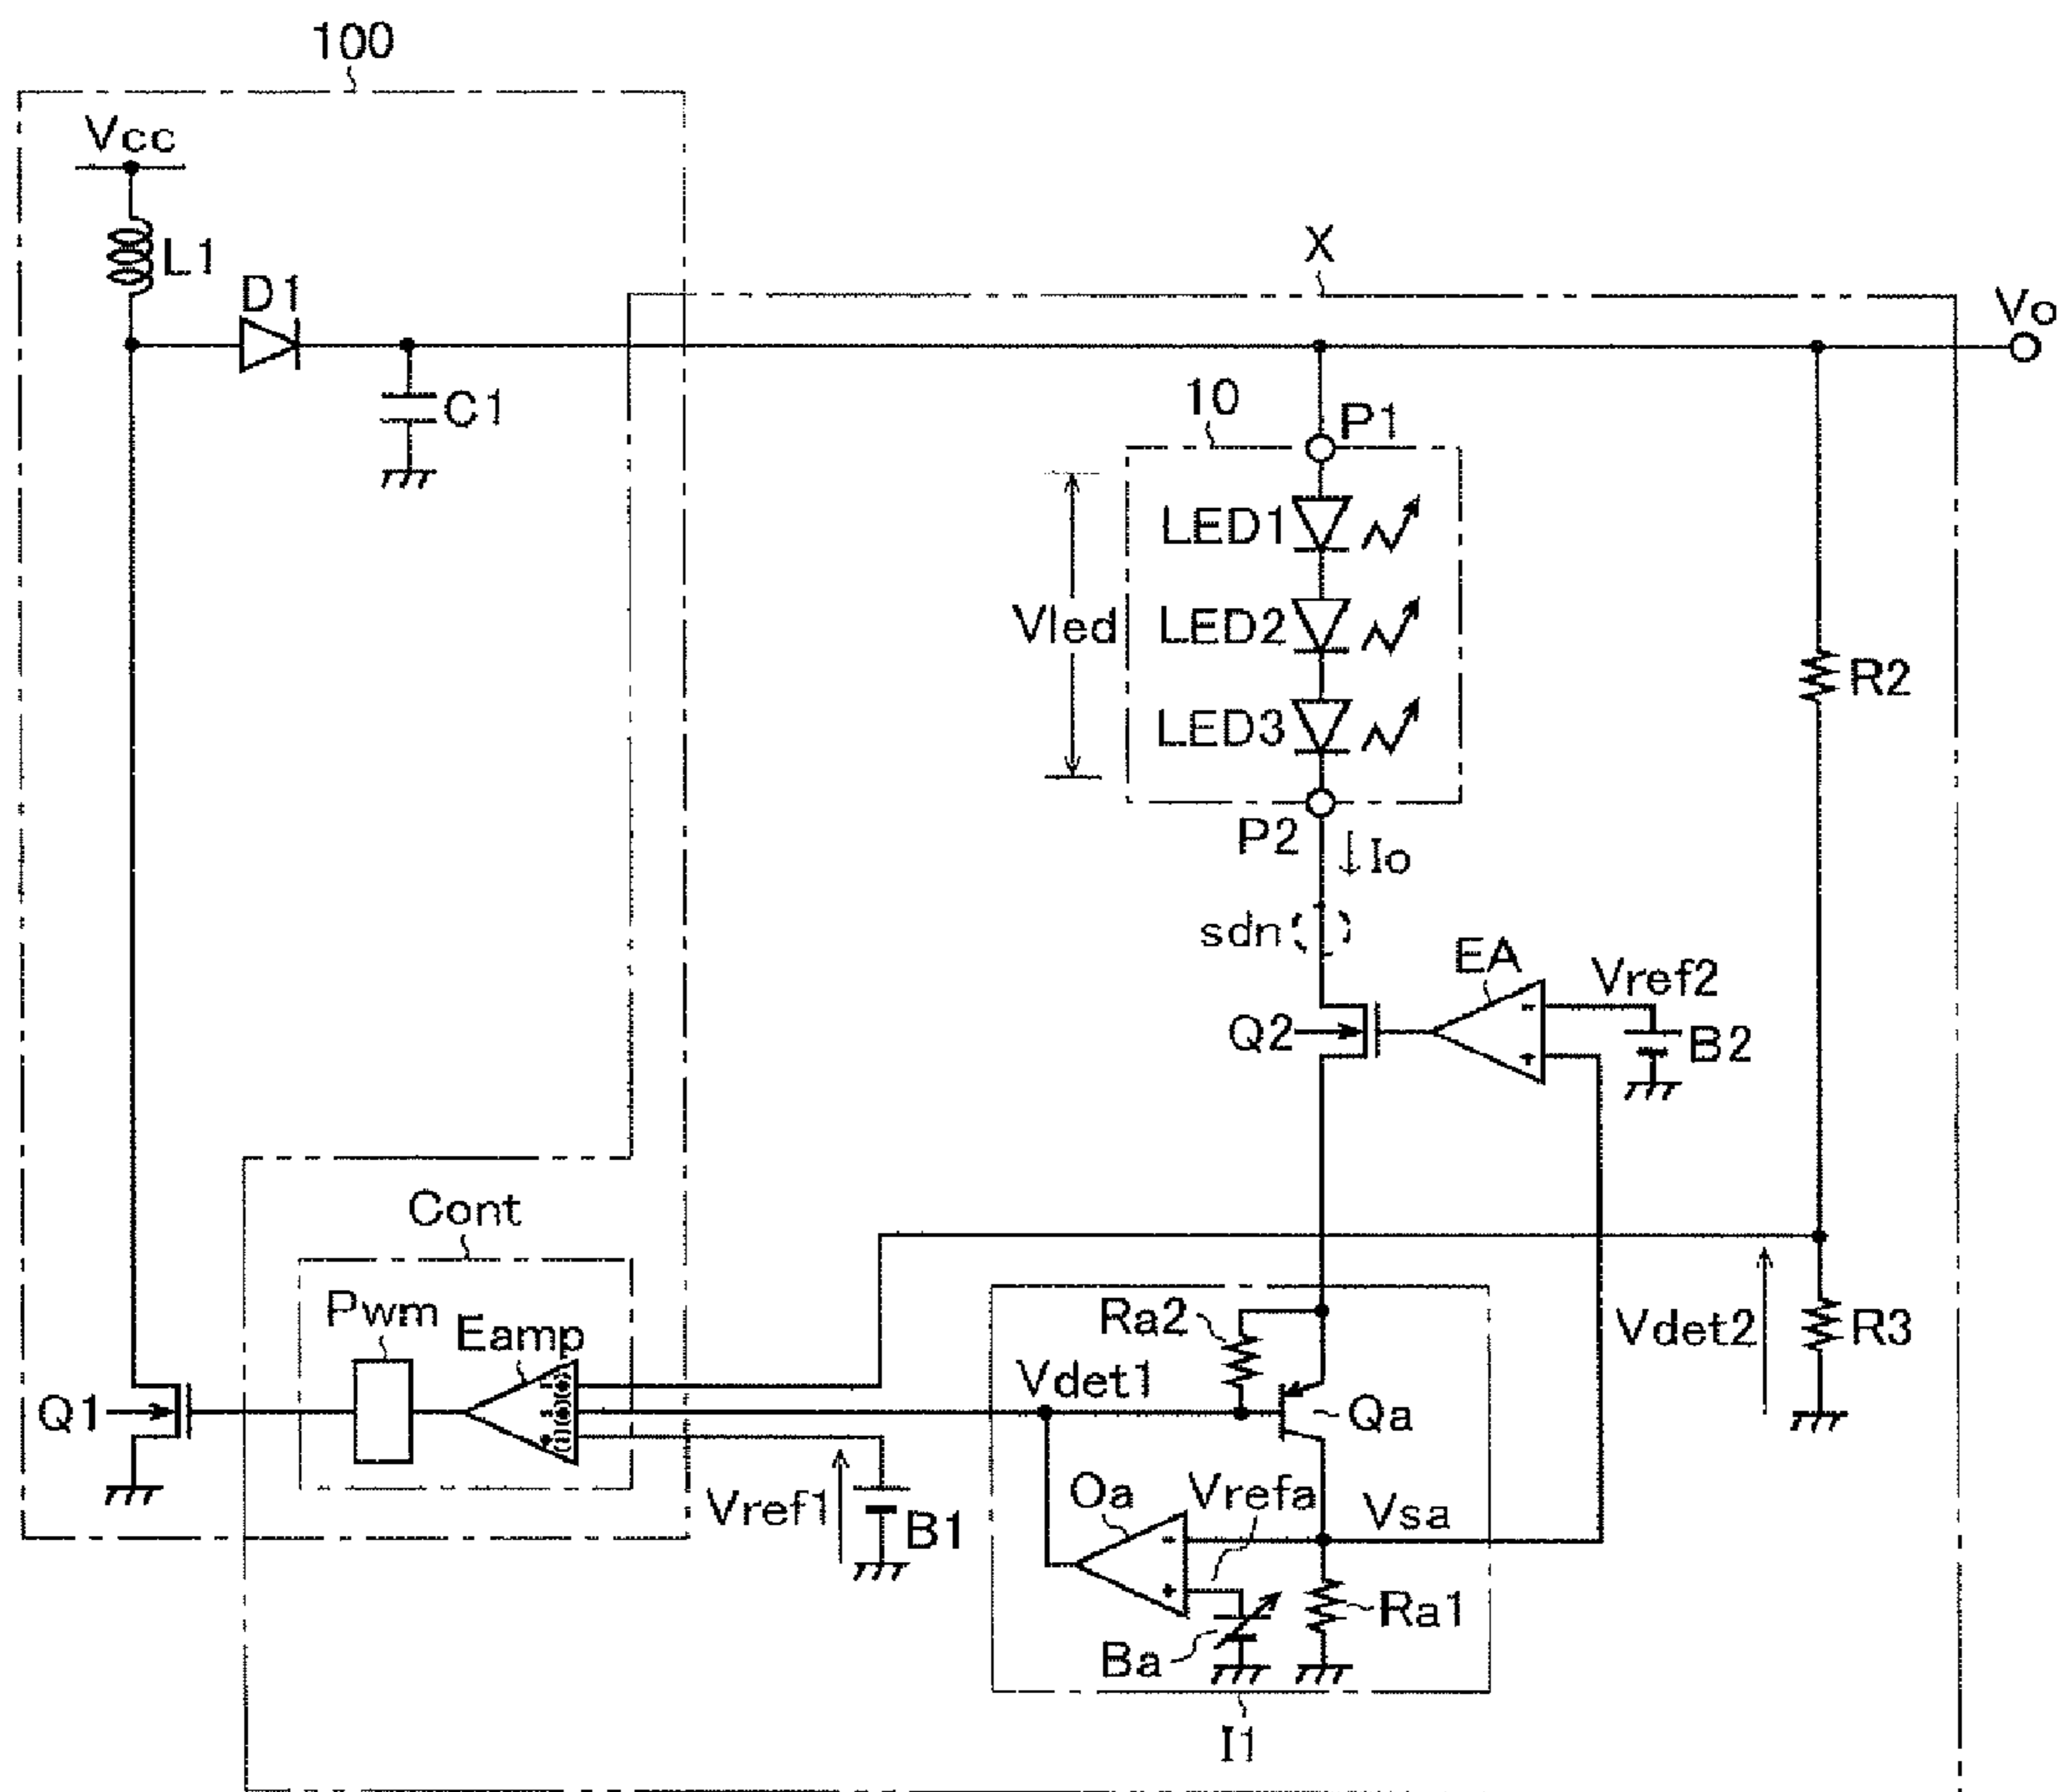 100
Vcc
L1
D1
C1
X
Vo
10
P1
LED1
LED2
LED3
Vled
R2
P2
Io
sdn
EA
Vref2
Q2
B2
Cont
Pwm
Eamp
Q1
Vref1
B1
Ra2
Vdet1
Qa
Vdet2
R3
Oa
Vrefa
Vsa
Ra1
Ba
I1